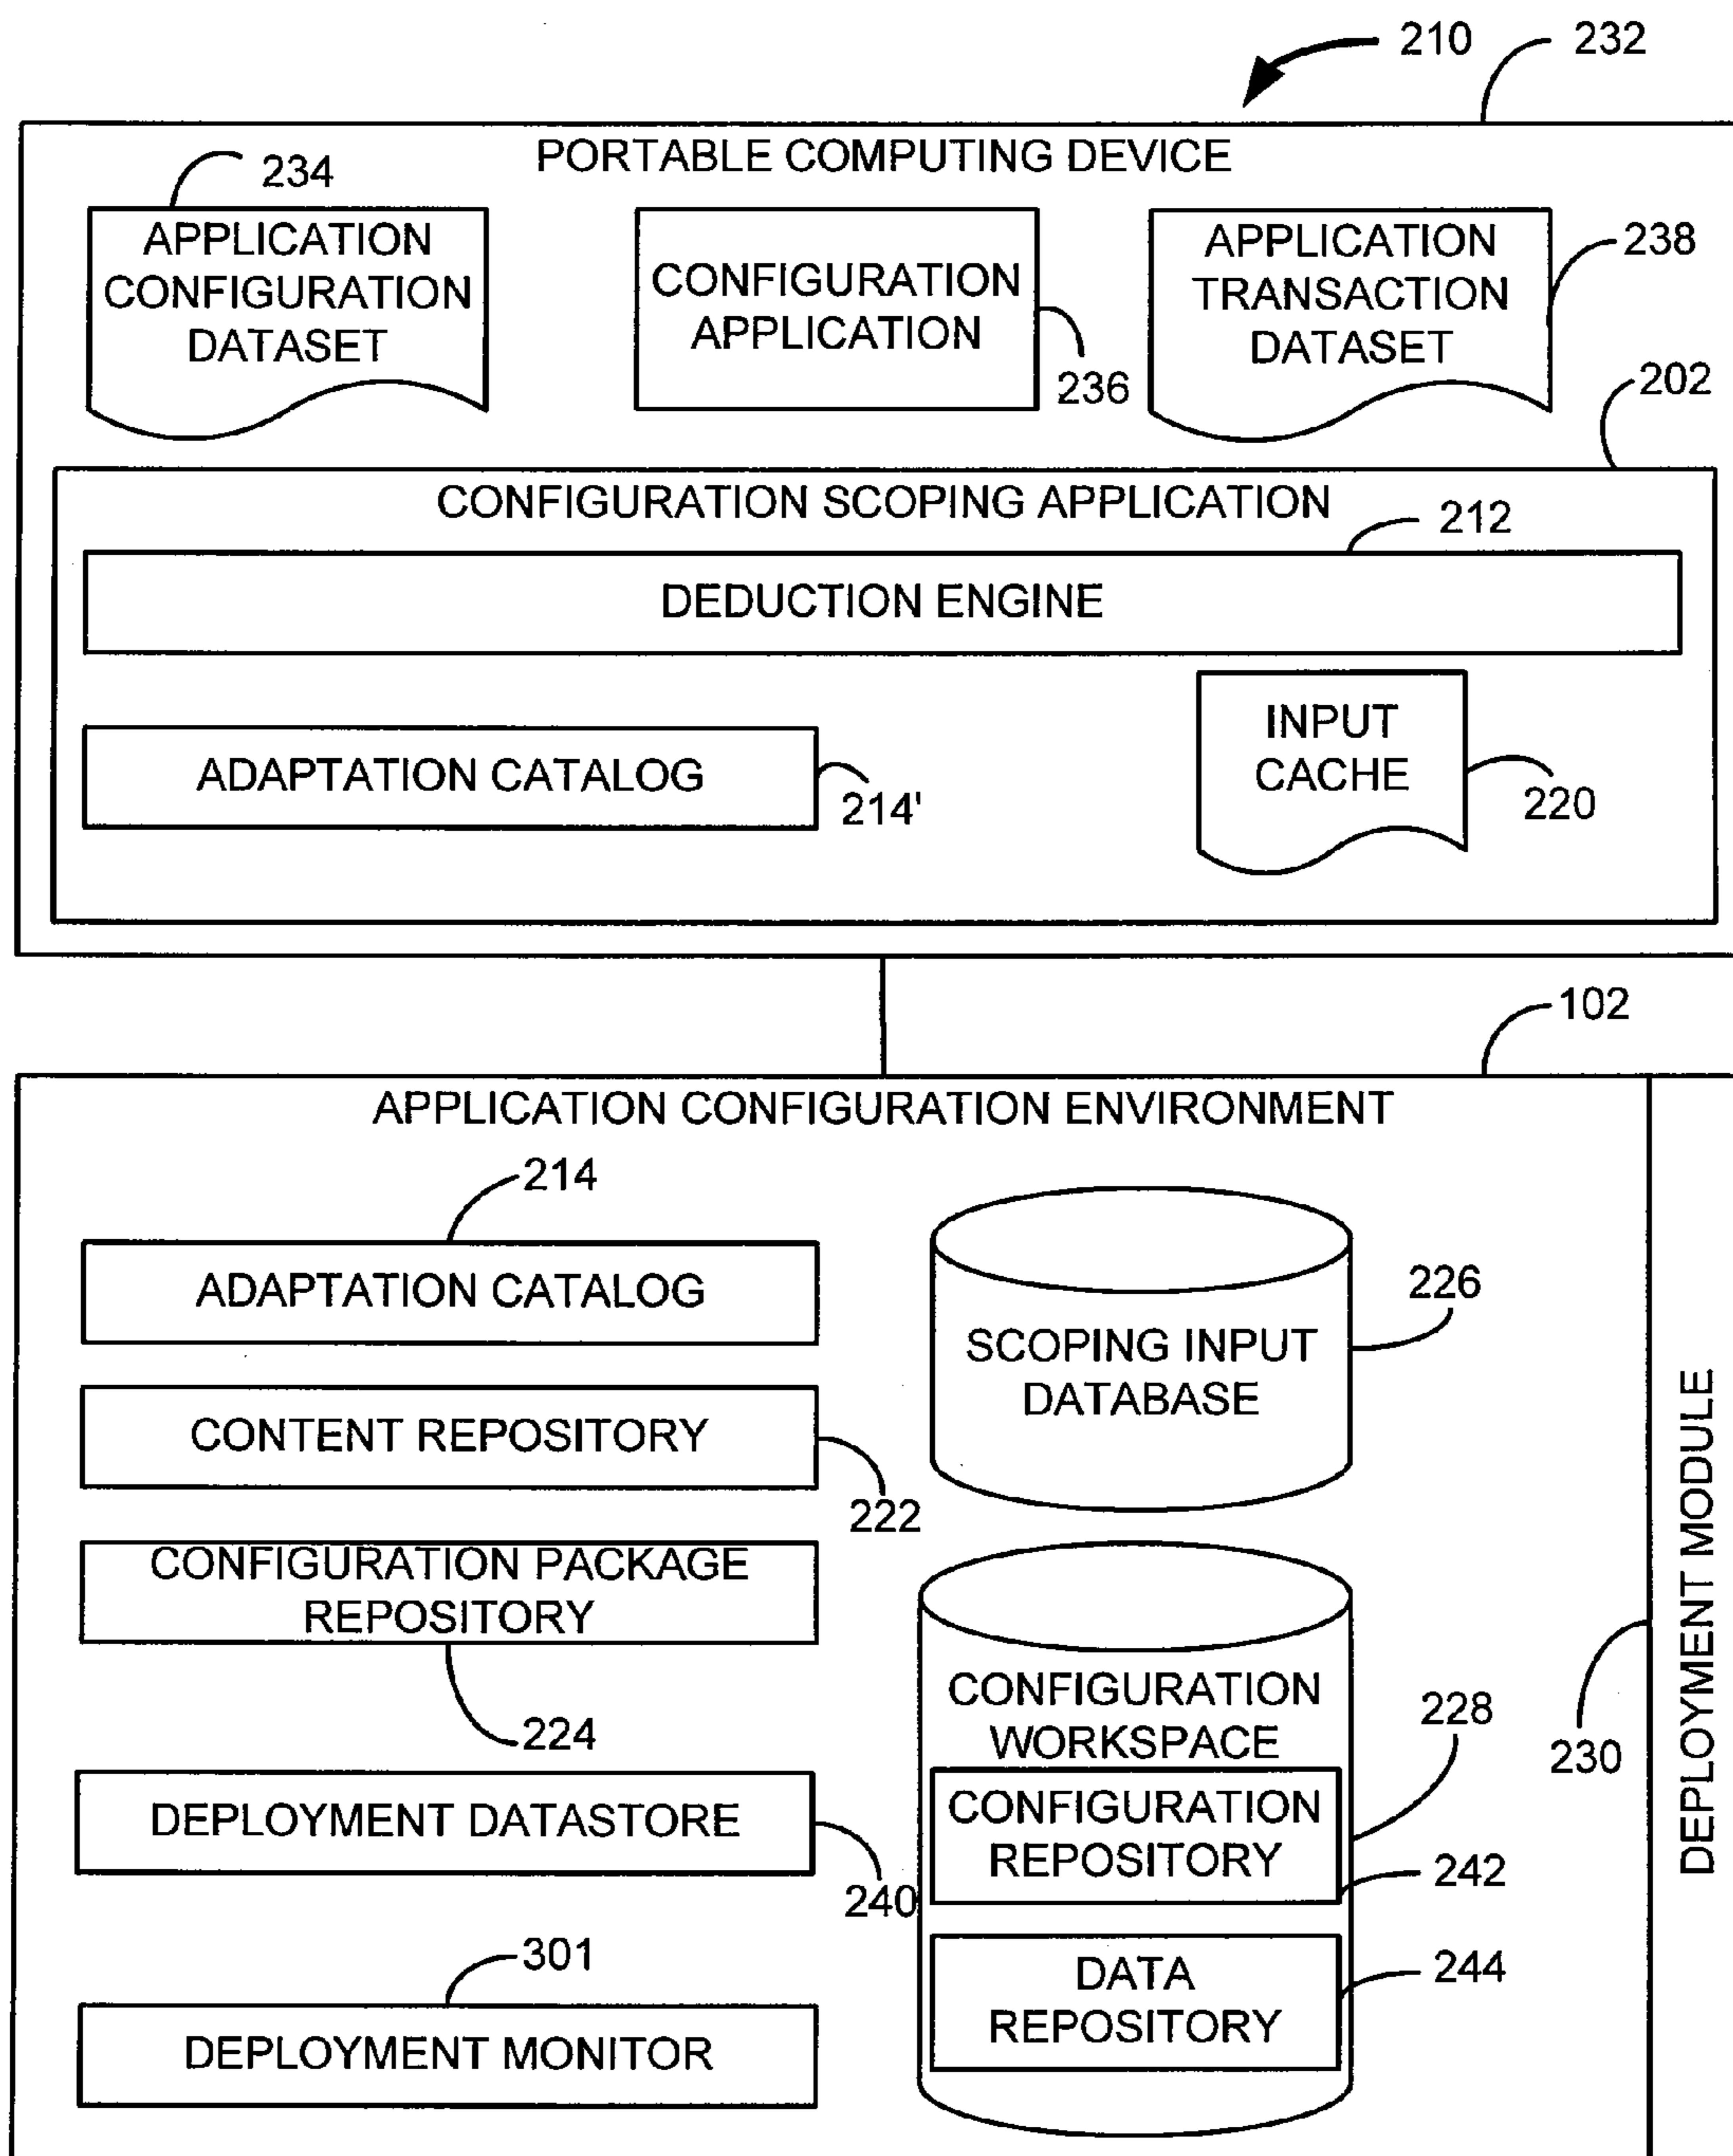 210
232
PORTABLE COMPUTING DEVICE
234
APPLICATION
CONFIGURATION
DATASET
CONFIGURATION
APPLICATION
236
APPLICATION
TRANSACTION
DATASET
238
202
CONFIGURATION SCOPING APPLICATION
212
DEDUCTION ENGINE
ADAPTATION CATALOG
214'
INPUT
CACHE
220
102
APPLICATION CONFIGURATION ENVIRONMENT
214
ADAPTATION CATALOG
CONTENT REPOSITORY
222
CONFIGURATION PACKAGE
REPOSITORY
224
DEPLOYMENT DATASTORE
240
301
DEPLOYMENT MONITOR
SCOPING INPUT
DATABASE
226
CONFIGURATION
WORKSPACE
228
CONFIGURATION
REPOSITORY
242
DATA
REPOSITORY
244
230
DEPLOYMENT MODULE